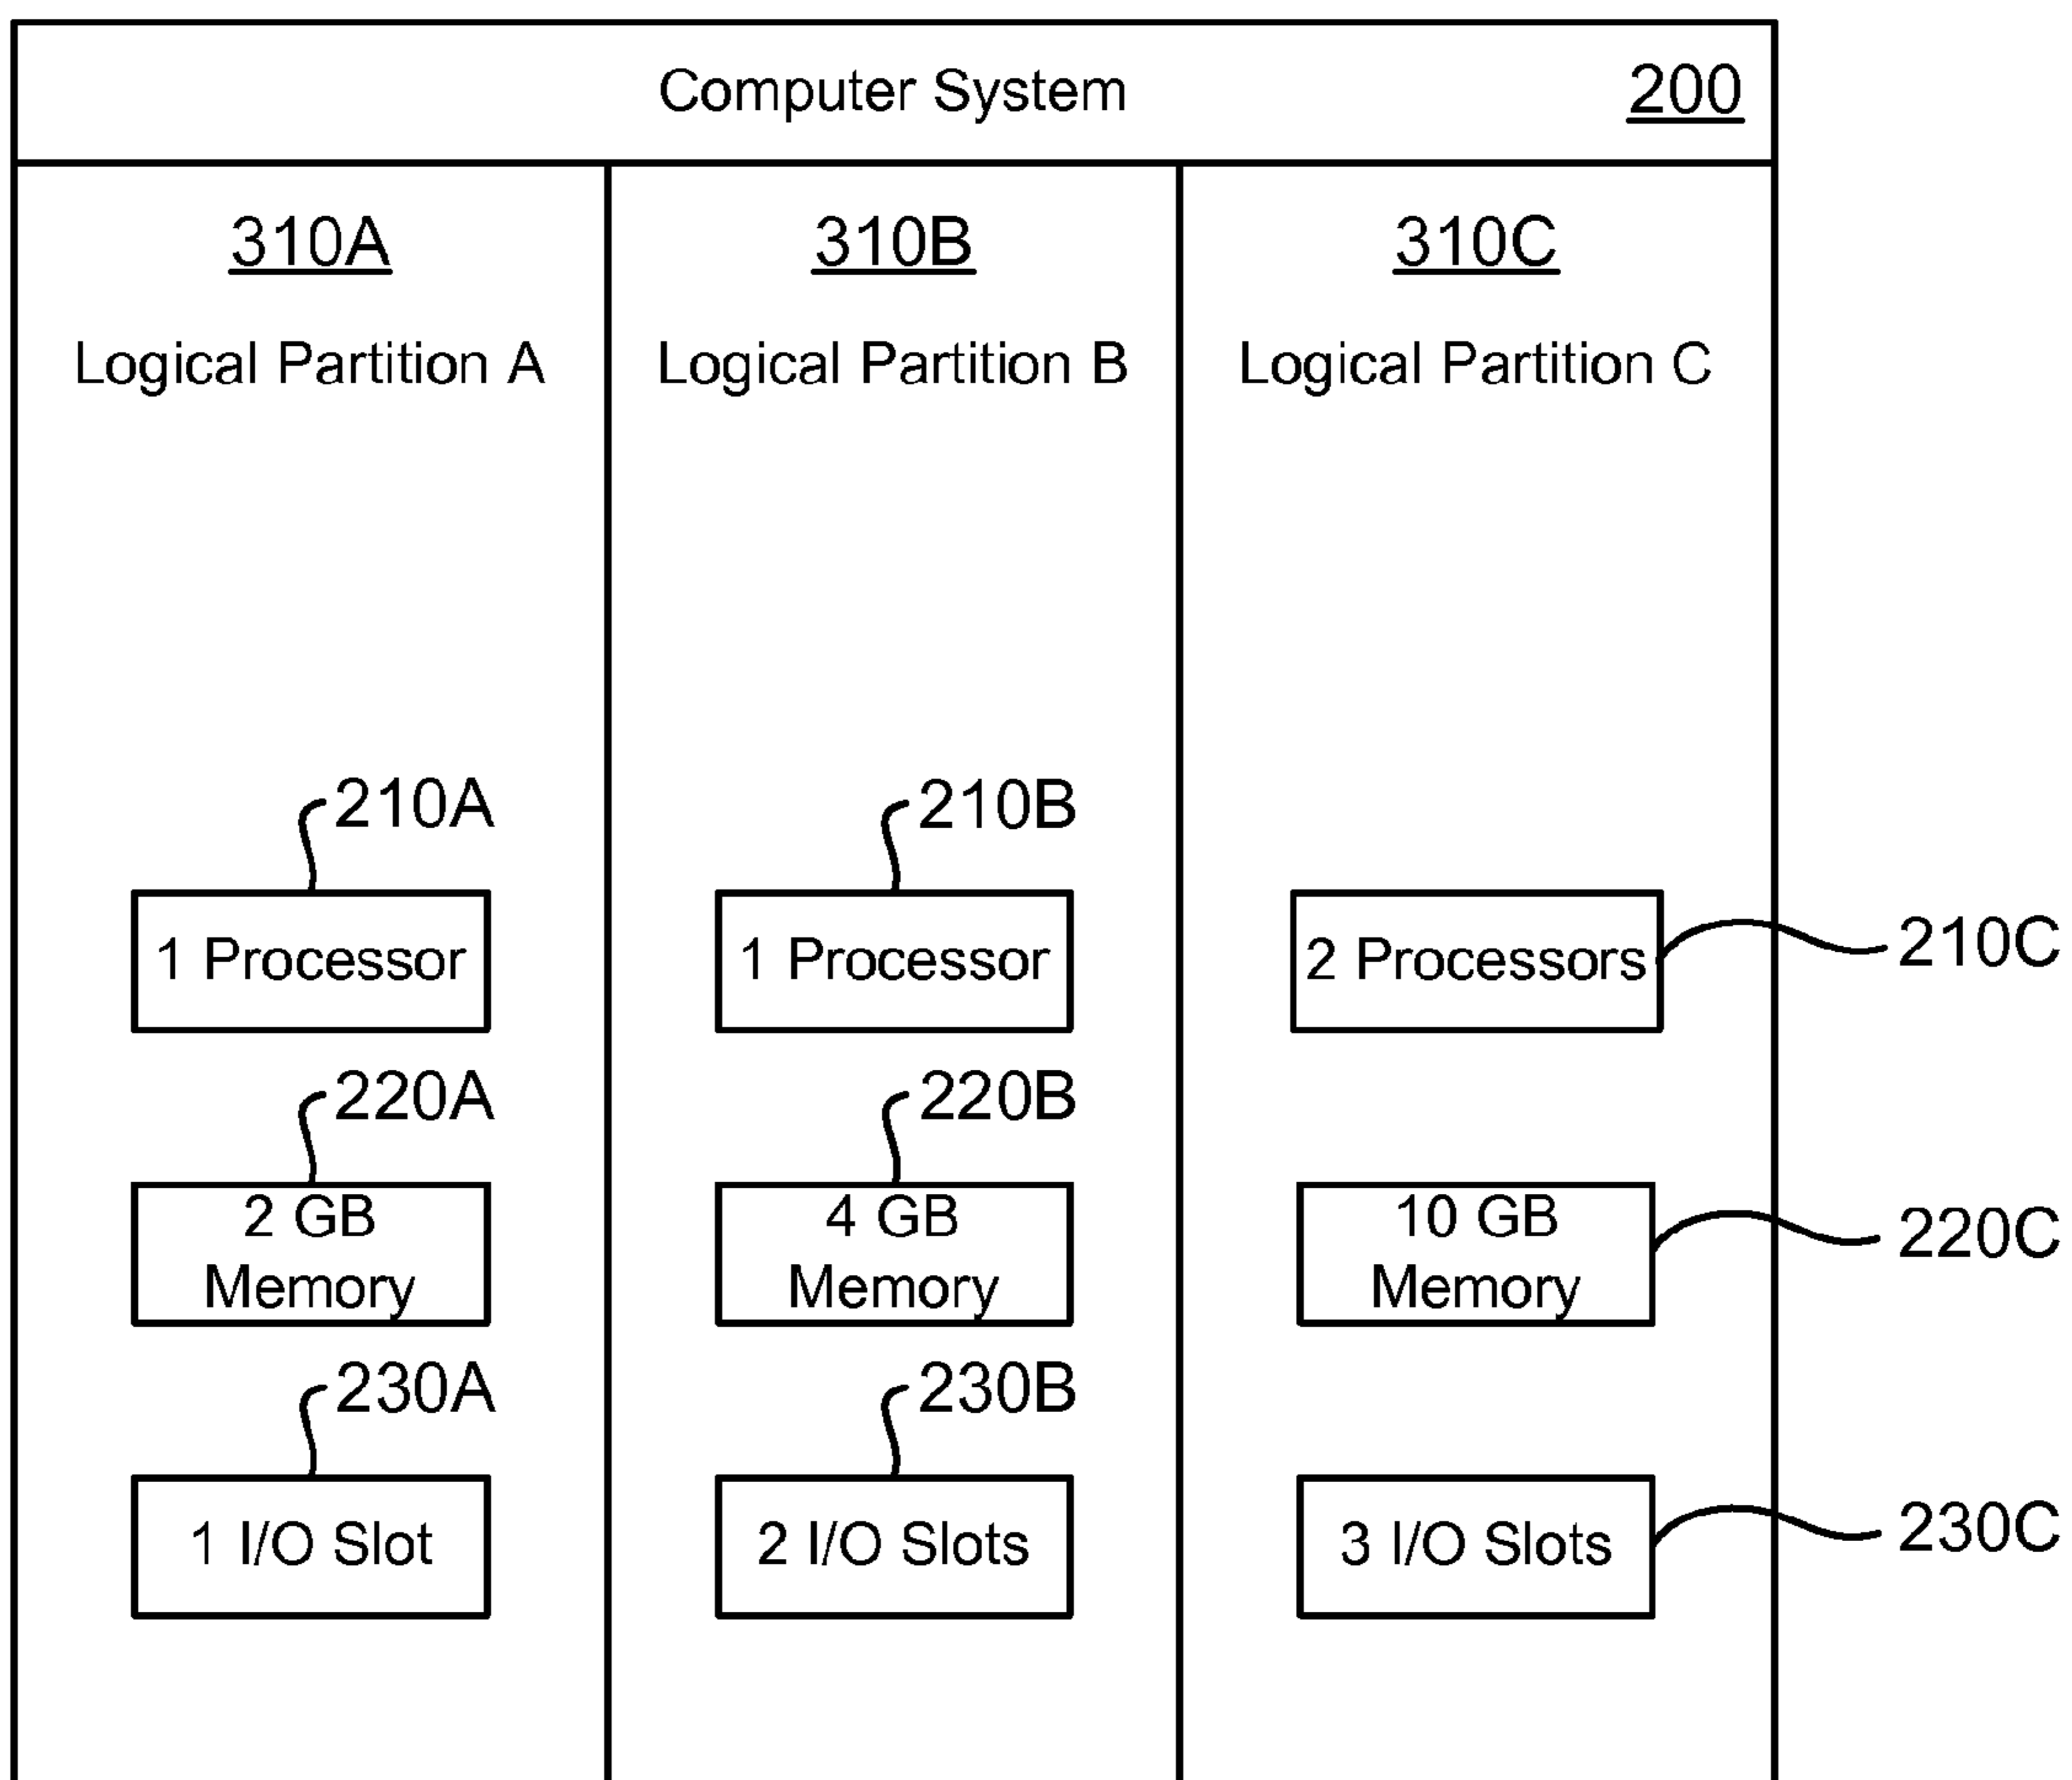 Computer System 200
310A 310B 310C
Logical Partition A Logical Partition B Logical Partition C
210A 210B
1 Processor 1 Processor 2 Processors 210C
220A 220B
2 GB 4 GB 10 GB 220C
Memory Memory Memory
230A 230B
1 I/O Slot 2 I/O Slots 3 I/O Slots 230C